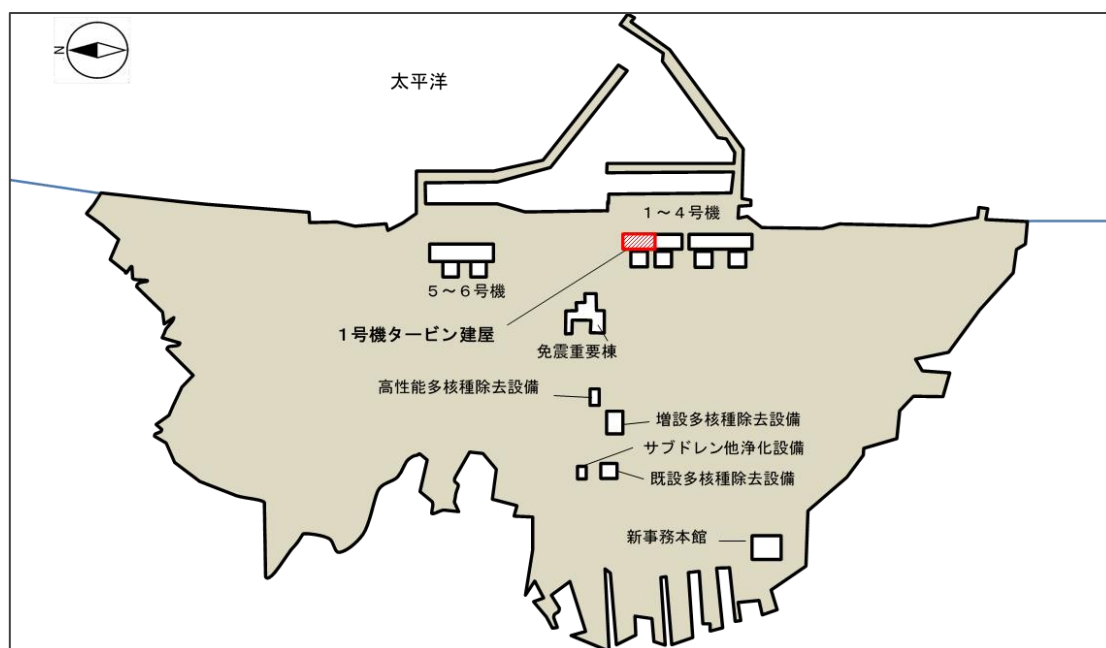 N
太平洋
1～4号機
5～6号機
1号機タービン建屋
免震重要棟
高性能多核種除去設備
増設多核種除去設備
サブドレン他浄化設備
既設多核種除去設備
新事務本館